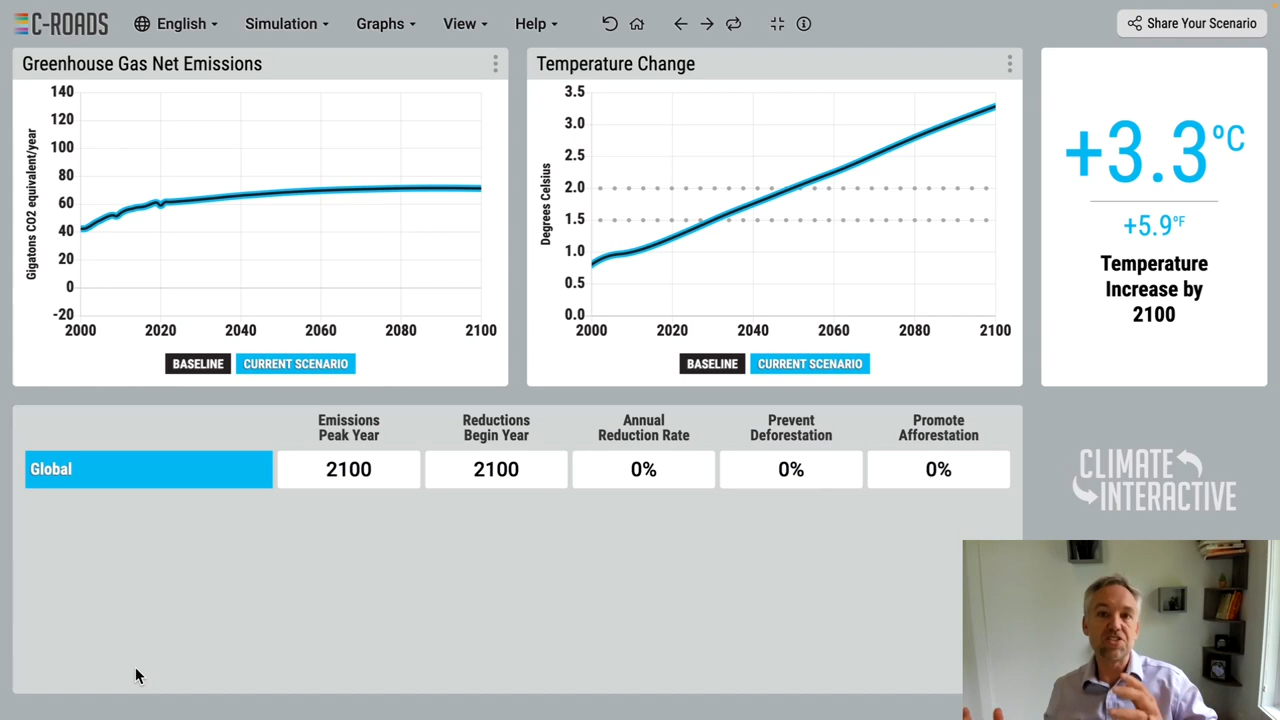 C-ROADS
English
Simulation
Graphs
View
Help
Share Your Scenario
Greenhouse Gas Net Emissions
Gigatons CO2 equivalent/year
140
120
100
80
60
40
20
0
-20
2000
2020
2040
2060
2080
2100
BASELINE
CURRENT SCENARIO
Temperature Change
Degrees Celsius
3.5
3.0
2.5
2.0
1.5
1.0
0.5
0.0
2000
2020
2040
2060
2080
2100
BASELINE
CURRENT SCENARIO
+3.3ºC
+5.9ºF
Temperature
Increase by
2100
Emissions
Peak Year
Reductions
Begin Year
Annual
Reduction Rate
Prevent
Deforestation
Promote
Afforestation
Global
2100
2100
0%
0%
0%
CLIMATE
INTERACTIVE